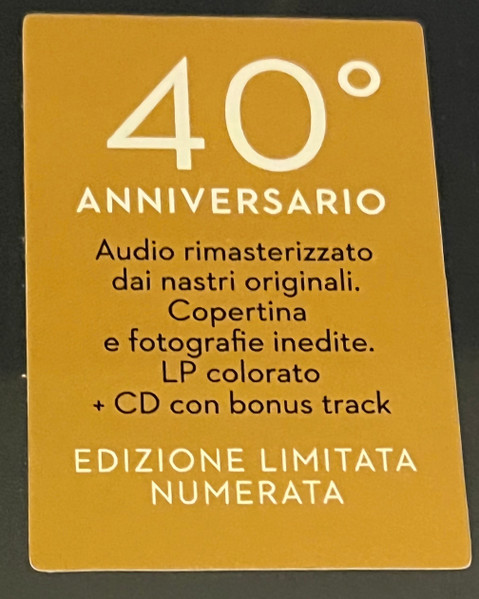 40°
ANNIVERSARIO
Audio rimasterizzato
dai nastri originali.
Copertina
e fotografie inedite.
LP colorato
+ CD con bonus track
EDIZIONE LIMITATA
NUMERATA